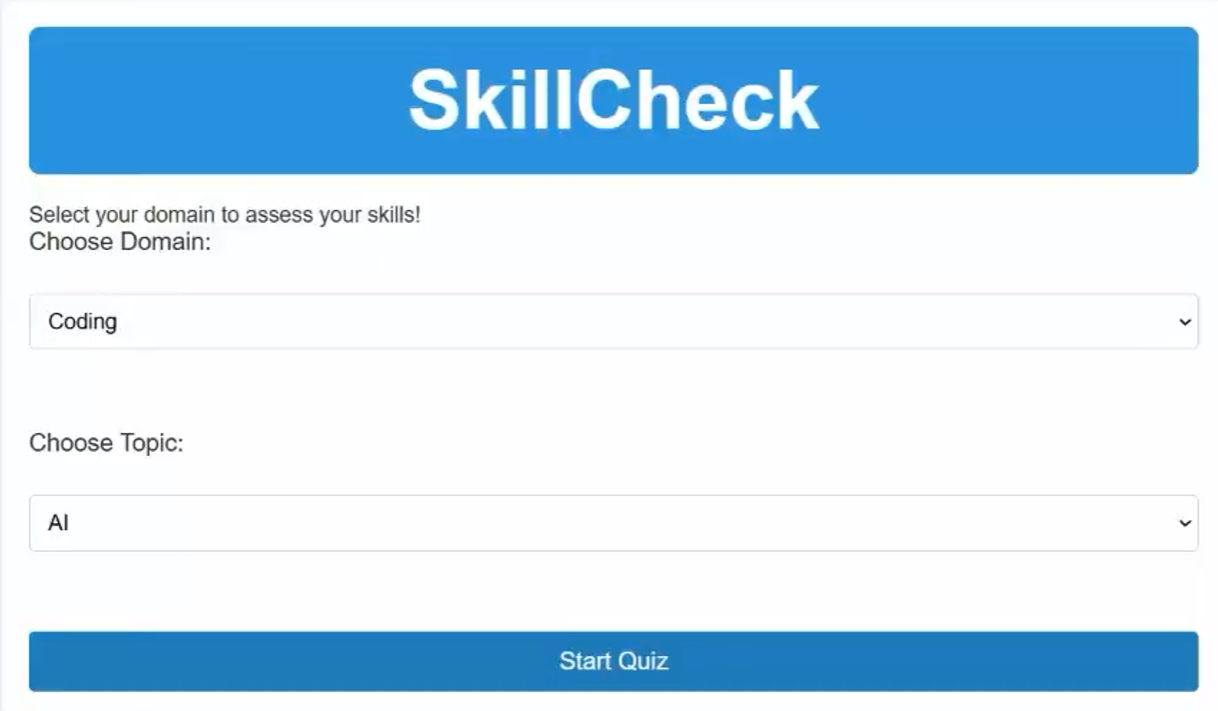 SkillCheck
Select your domain to assess your skills!
Choose Domain:
Coding
Choose Topic:
AI
Start Quiz